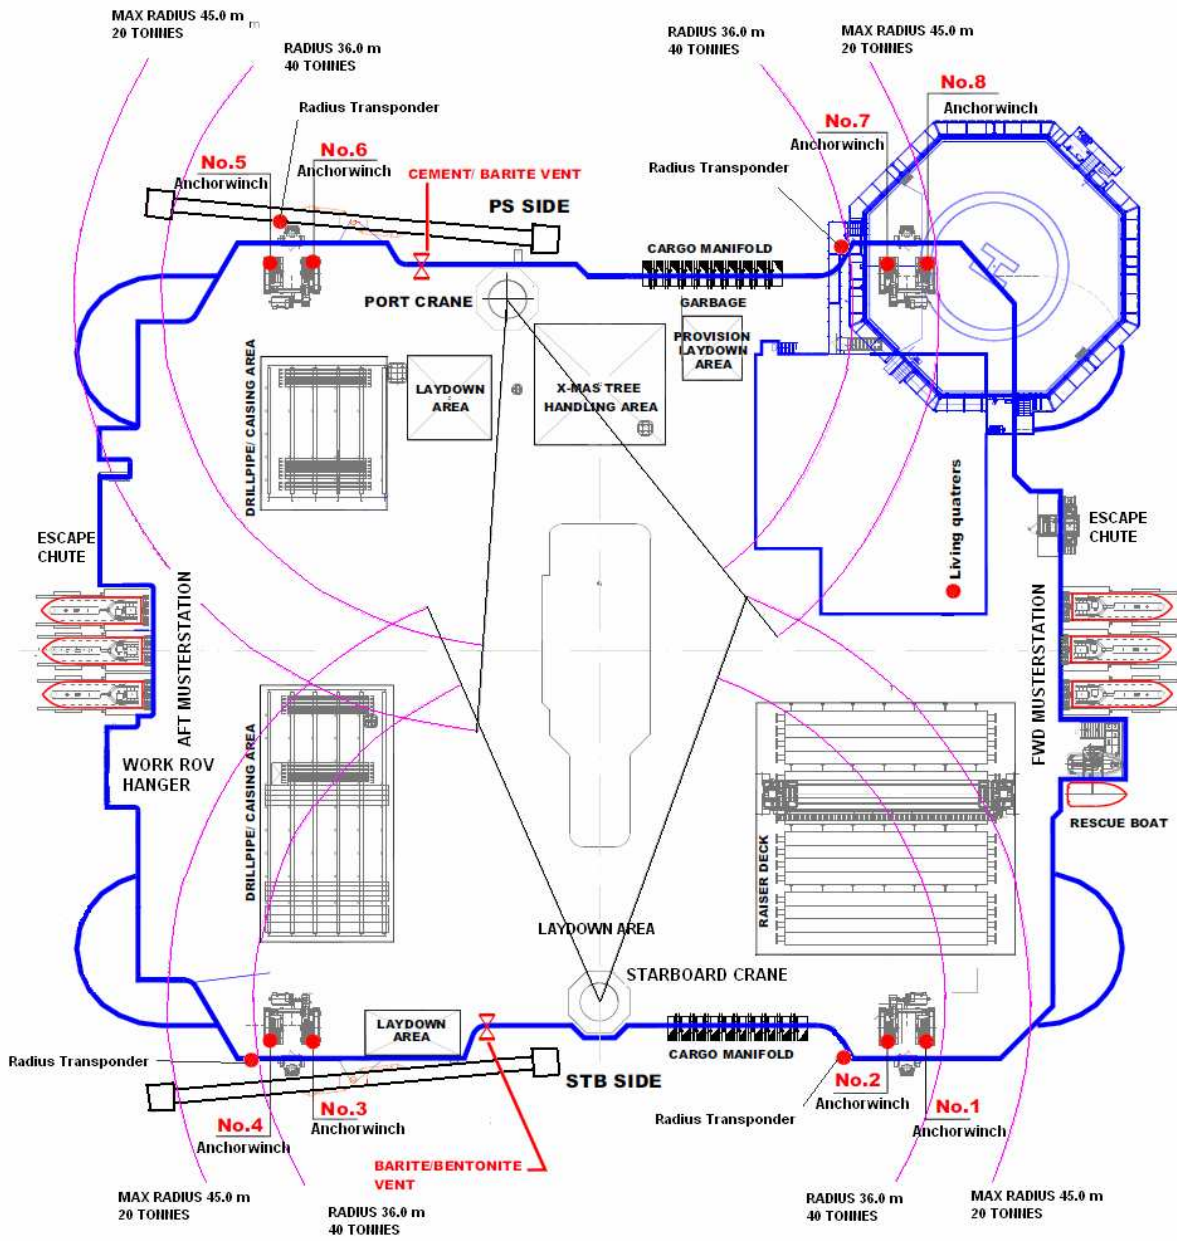 MAX RADIUS 45.0 m
m
20 TONNES
RADIUS 36.0 m
40 TONNES
RADIUS 36.0 m
40 TONNES
MAX RADIUS 45.0 m
20 TONNES
Radius Transponder
No.8
Anchorwinch
No.7
Anchorwinch
Radius Transponder
No.5
Anchorwinch
No.6
Anchorwinch
CEMENT/ BARITE VENT
PS SIDE
CARGO MANIFOLD
H
PORT CRANE
GARBAGE
PROVISION
LAYDOWN
AREA
DRILLPIPE/ CAISING AREA
LAYDOWN
AREA
X-MAS TREE
HANDLING AREA
ESCAPE
CHUTE
ESCAPE
CHUTE
Living quatrers
AFT MUSTERSTATION
FWD MUSTERSTATION
WORK ROV
HANGER
DRILLPIPE/ CAISING AREA
RAISER DECK
RESCUE BOAT
LAYDOWN AREA
STARBOARD CRANE
LAYDOWN
AREA
CARGO MANIFOLD
Radius Transponder
STB SIDE
No.2
Anchorwinch
No.1
Anchorwinch
Radius Transponder
No.3
Anchorwinch
No.4
Anchorwinch
BARITE/BENTONITE
VENT
MAX RADIUS 45.0 m
20 TONNES
RADIUS 36.0 m
40 TONNES
RADIUS 36.0 m
40 TONNES
MAX RADIUS 45.0 m
20 TONNES